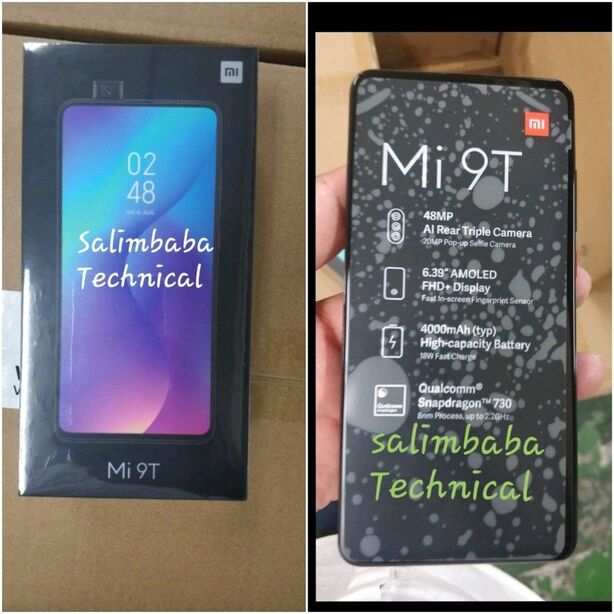 mi
02
48
Salimbaba
Technical
Mi 9T
mi
Mi 9T
48MP
AI Rear Triple Camera
20MP Pop-up Selfie Camera
6.39" AMOLED
FHD+ Display
Fast In-screen Fingerprint Sensor
4000mAh (typ)
High-capacity Battery
18W Fast Charge
Qualcomm®
Snapdragon™ 730
8nm Process, up to 2.2GHz
Qualcomm
snapdragon
salimbaba
Technical